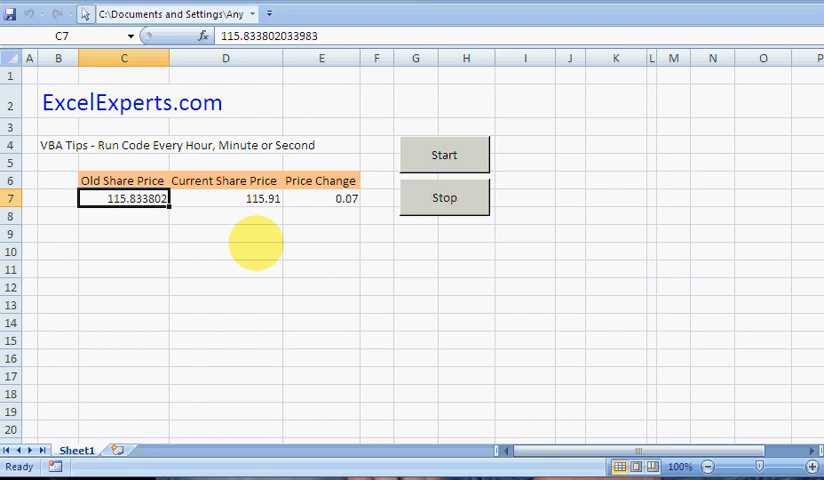 C:\Documents and Settings\Any
C7 fx 115.833802033983
A B C D E F G H I J K L M N O P
1
2 ExcelExperts.com
3
4 VBA Tips - Run Code Every Hour, Minute or Second
Start
5
6 Old Share Price Current Share Price Price Change
7 115.833802 115.91 0.07
Stop
8
9
10
11
12
13
14
15
16
17
18
19
20
Sheet1
Ready 100%